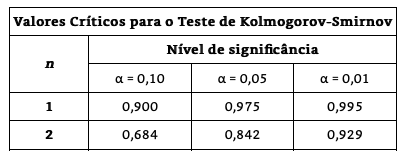 Valores Críticos para o Teste de Kolmogorov-Smirnov
n
Nível de significância
α = 0,10 α = 0,05 α = 0,01
1 0,900 0,975 0,995
2 0,684 0,842 0,929